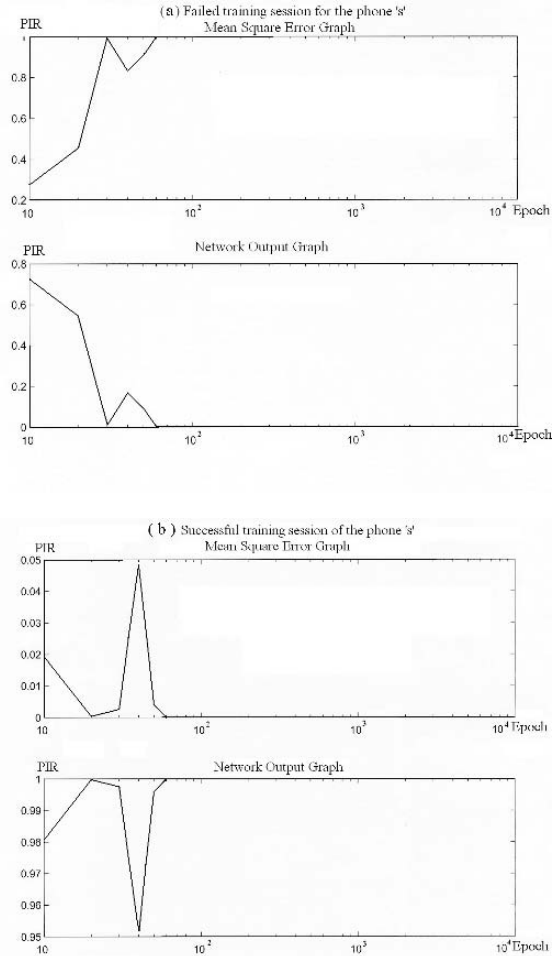 (a) Failed training session for the phone 's'
PIR
Mean Square Error Graph
1
0.8
0.6
0.4
0.2
10
10²
10³
10⁴ Epoch
PIR
Network Output Graph
0.8
0.6
0.4
0.2
0
10
10²
10³
10⁴ Epoch
(b) Successful training session of the phone 's'
PIR
Mean Square Error Graph
0.05
0.04
0.03
0.02
0.01
0
10
10²
10³
10⁴ Epoch
PIR
Network Output Graph
1
0.99
0.98
0.97
0.96
0.95
10
10²
10³
10⁴ Epoch